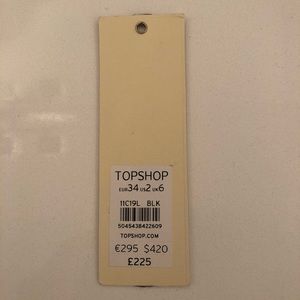 TOPSHOP
EUR34 US2 UK6
11C19L BLK
5045438422609
TOPSHOP.COM
€295 $420
£225